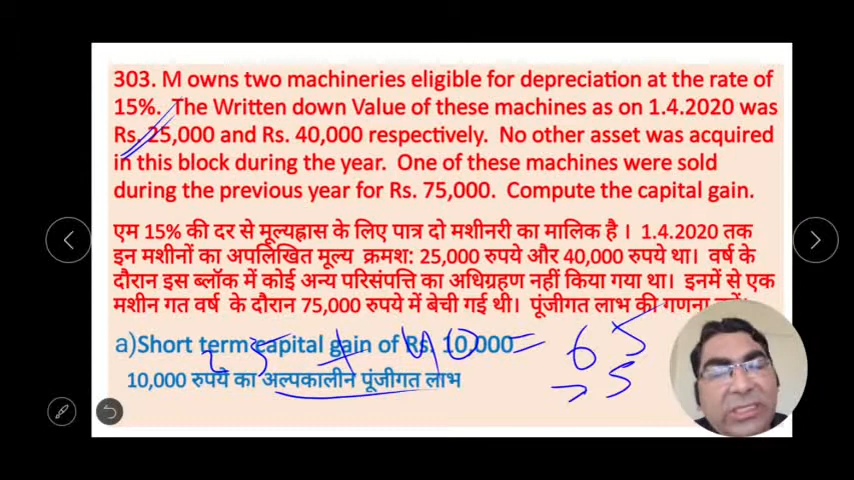 303. M owns two machineries eligible for depreciation at the rate of
15%. The Written down Value of these machines as on 1.4.2020 was
Rs. 25,000 and Rs. 40,000 respectively. No other asset was acquired
in this block during the year. One of these machines were sold
during the previous year for Rs. 75,000. Compute the capital gain.
एम 15% की दर से मूल्यह्रास के लिए पात्र दो मशीनरी का मालिक है। 1.4.2020 तक
इन मशीनों का अपलिखित मूल्य क्रमश: 25,000 रुपये और 40,000 रुपये था। वर्ष के
दौरान इस ब्लॉक में कोई अन्य परिसंपत्ति का अधिग्रहण नहीं किया गया था। इनमें से एक
मशीन गत वर्ष के दौरान 75,000 रुपये में बेची गई थी। पूंजीगत लाभ की गणना
a)Short term capital gain of Rs. 10,000
25 + 40 = 65
75
10,000 रुपये का अल्पकालीन पूंजीगत लाभ